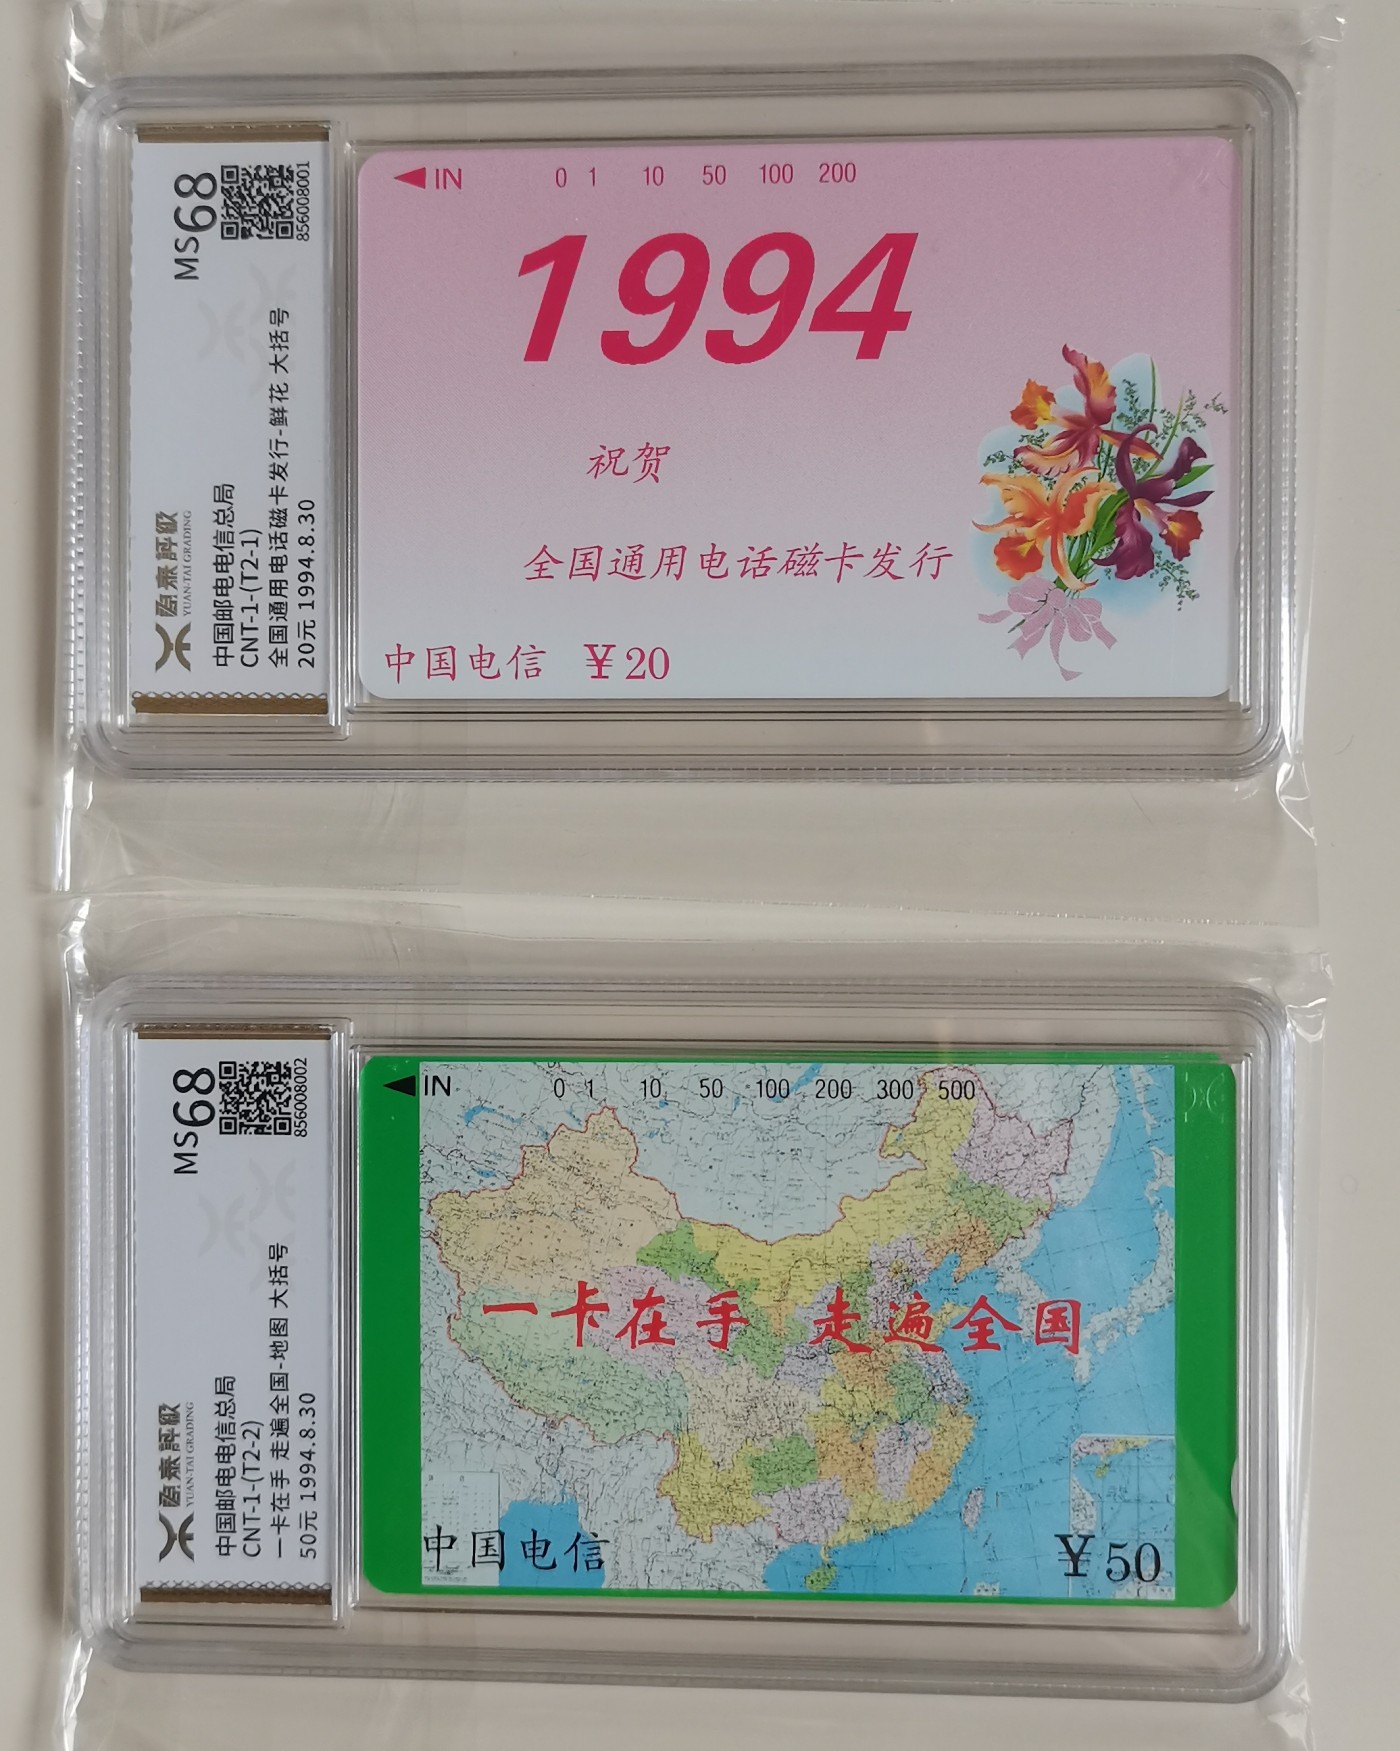 MS68
856008001
源泰評級
YUAN-TAI GRADING
中国邮电电信总局
CNT-1-(T2-1)
全国通用电话磁卡发行-鲜花 大括号
20元 1994.8.30
IN 0 1 10 50 100 200
1994
祝贺
全国通用电话磁卡发行
中国电信 ¥20
MS68
856008002
源泰評級
YUAN-TAI GRADING
中国邮电电信总局
CNT-1-(T2-2)
一卡在手 走遍全国-地图 大括号
50元 1994.8.30
IN 0 1 10 50 100 200 300 500
一卡在手 走遍全国
中国电信 ¥50